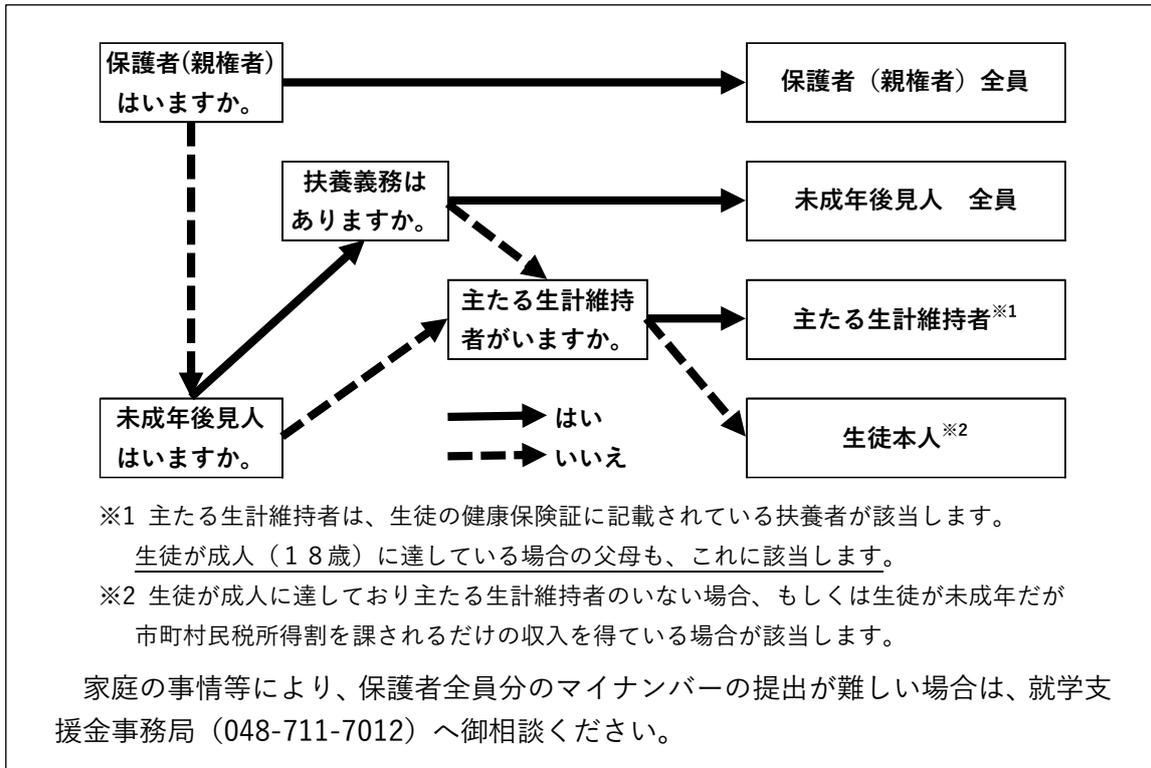 保護者(親権者)
はいますか。
保護者（親権者）全員
扶養義務は
ありますか。
未成年後見人　全員
主たる生計維持
者がいますか。
主たる生計維持者※1
未成年後見人
はいますか。
はい
いいえ
生徒本人※2
※1 主たる生計維持者は、生徒の健康保険証に記載されている扶養者が該当します。
生徒が成人（１８歳）に達している場合の父母も、これに該当します。
※2 生徒が成人に達しており主たる生計維持者のいない場合、もしくは生徒が未成年だが
市町村民税所得割を課されるだけの収入を得ている場合が該当します。
家庭の事情等により、保護者全員分のマイナンバーの提出が難しい場合は、就学支
援金事務局（048-711-7012）へ御相談ください。